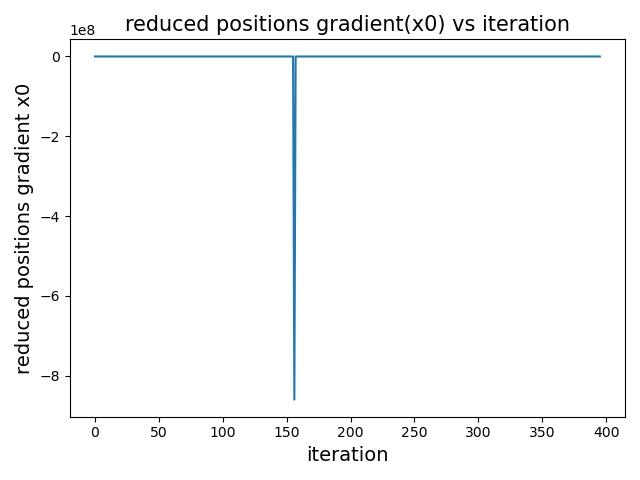 reduced positions gradient(x0) vs iteration
1e8
0
−2
−4
−6
−8
reduced positions gradient x0
0 50 100 150 200 250 300 350 400
iteration